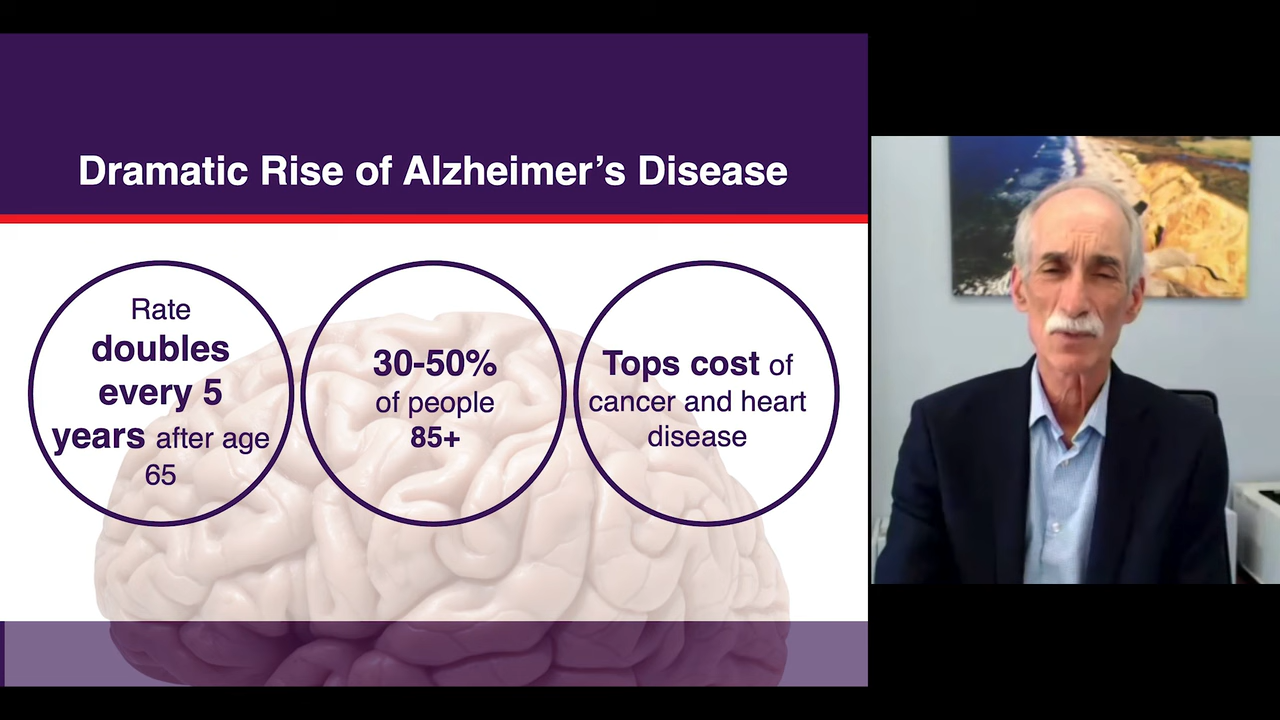 Dramatic Rise of Alzheimer’s Disease
Rate
doubles
every 5
years after age
65
30-50%
of people
85+
Tops cost of
cancer and heart
disease